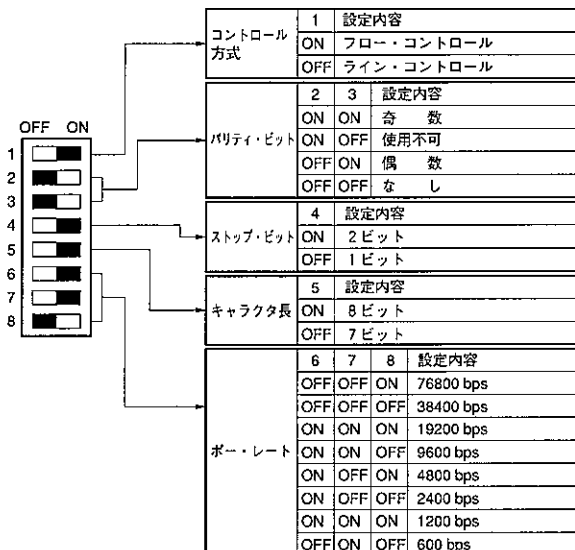 OFF ON
1
2
3
4
5
6
7
8
コントロール方式
1 設定内容
ON フロー・コントロール
OFF ライン・コントロール
パリティ・ビット
2 3 設定内容
ON ON 奇 数
ON OFF 使用不可
OFF ON 偶 数
OFF OFF な し
ストップ・ビット
4 設定内容
ON 2ビット
OFF 1ビット
キャラクタ長
5 設定内容
ON 8ビット
OFF 7ビット
ボー・レート
6 7 8 設定内容
OFF OFF ON 76800 bps
OFF OFF OFF 38400 bps
ON ON ON 19200 bps
ON ON OFF 9600 bps
ON OFF ON 4800 bps
ON OFF OFF 2400 bps
ON ON ON 1200 bps
OFF ON OFF 600 bps